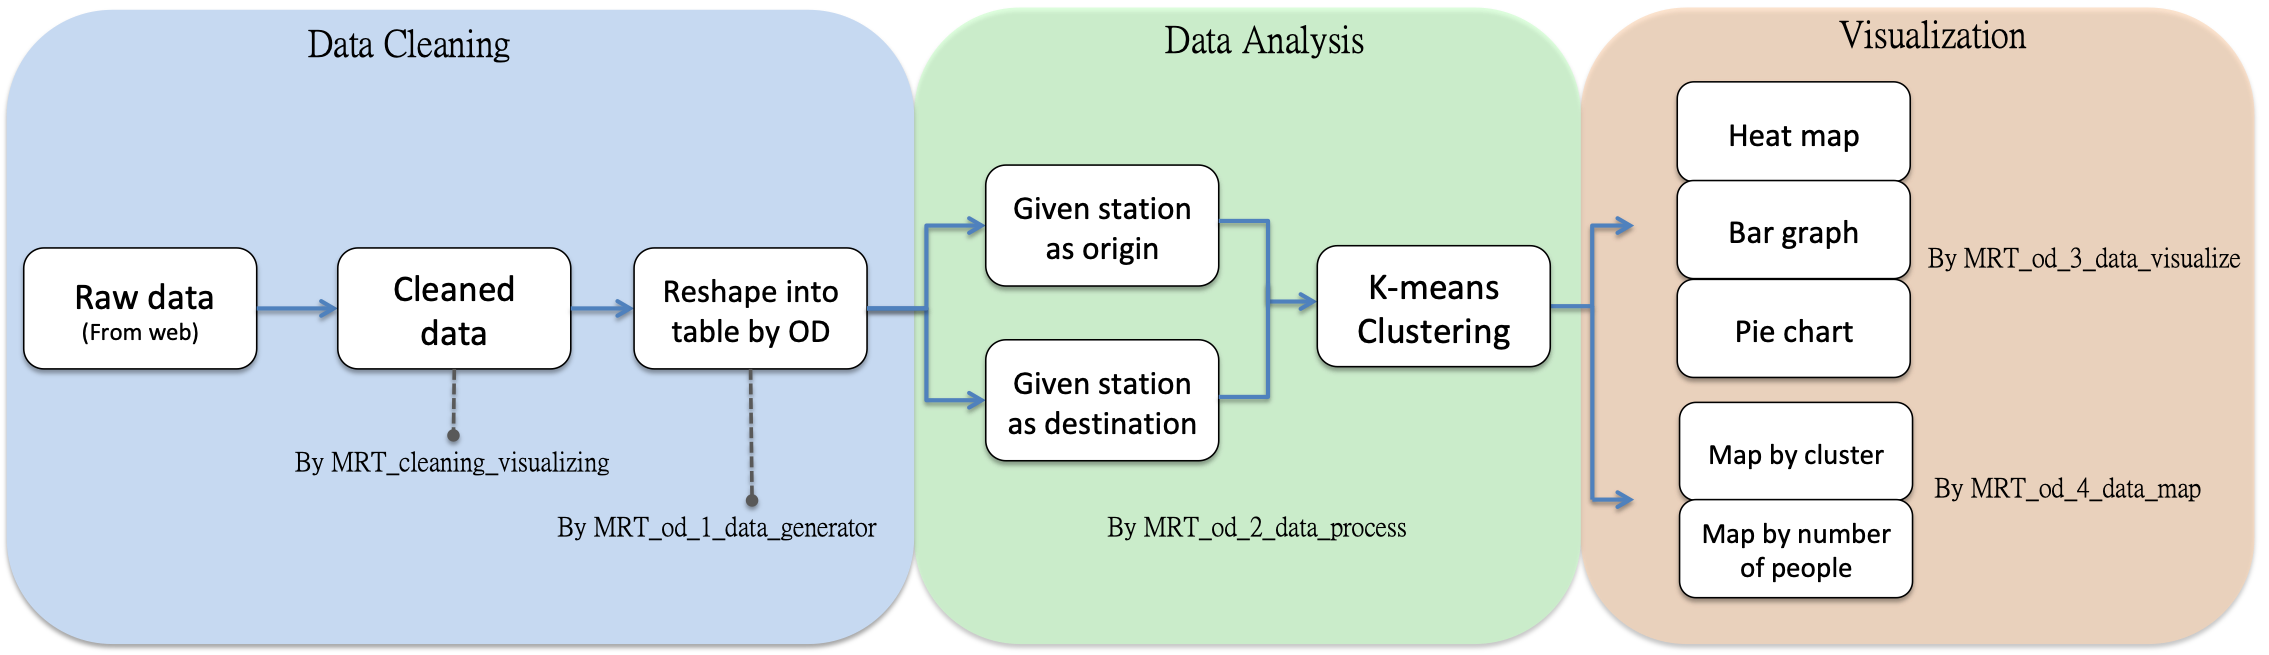 Data Cleaning
Raw data
(From web)
Cleaned
data
Reshape into
table by OD
By MRT_cleaning_visualizing
By MRT_od_1_data_generator
Data Analysis
Given station
as origin
Given station
as destination
K-means
Clustering
By MRT_od_2_data_process
Visualization
Heat map
Bar graph
Pie chart
By MRT_od_3_data_visualize
Map by cluster
Map by number
of people
By MRT_od_4_data_map